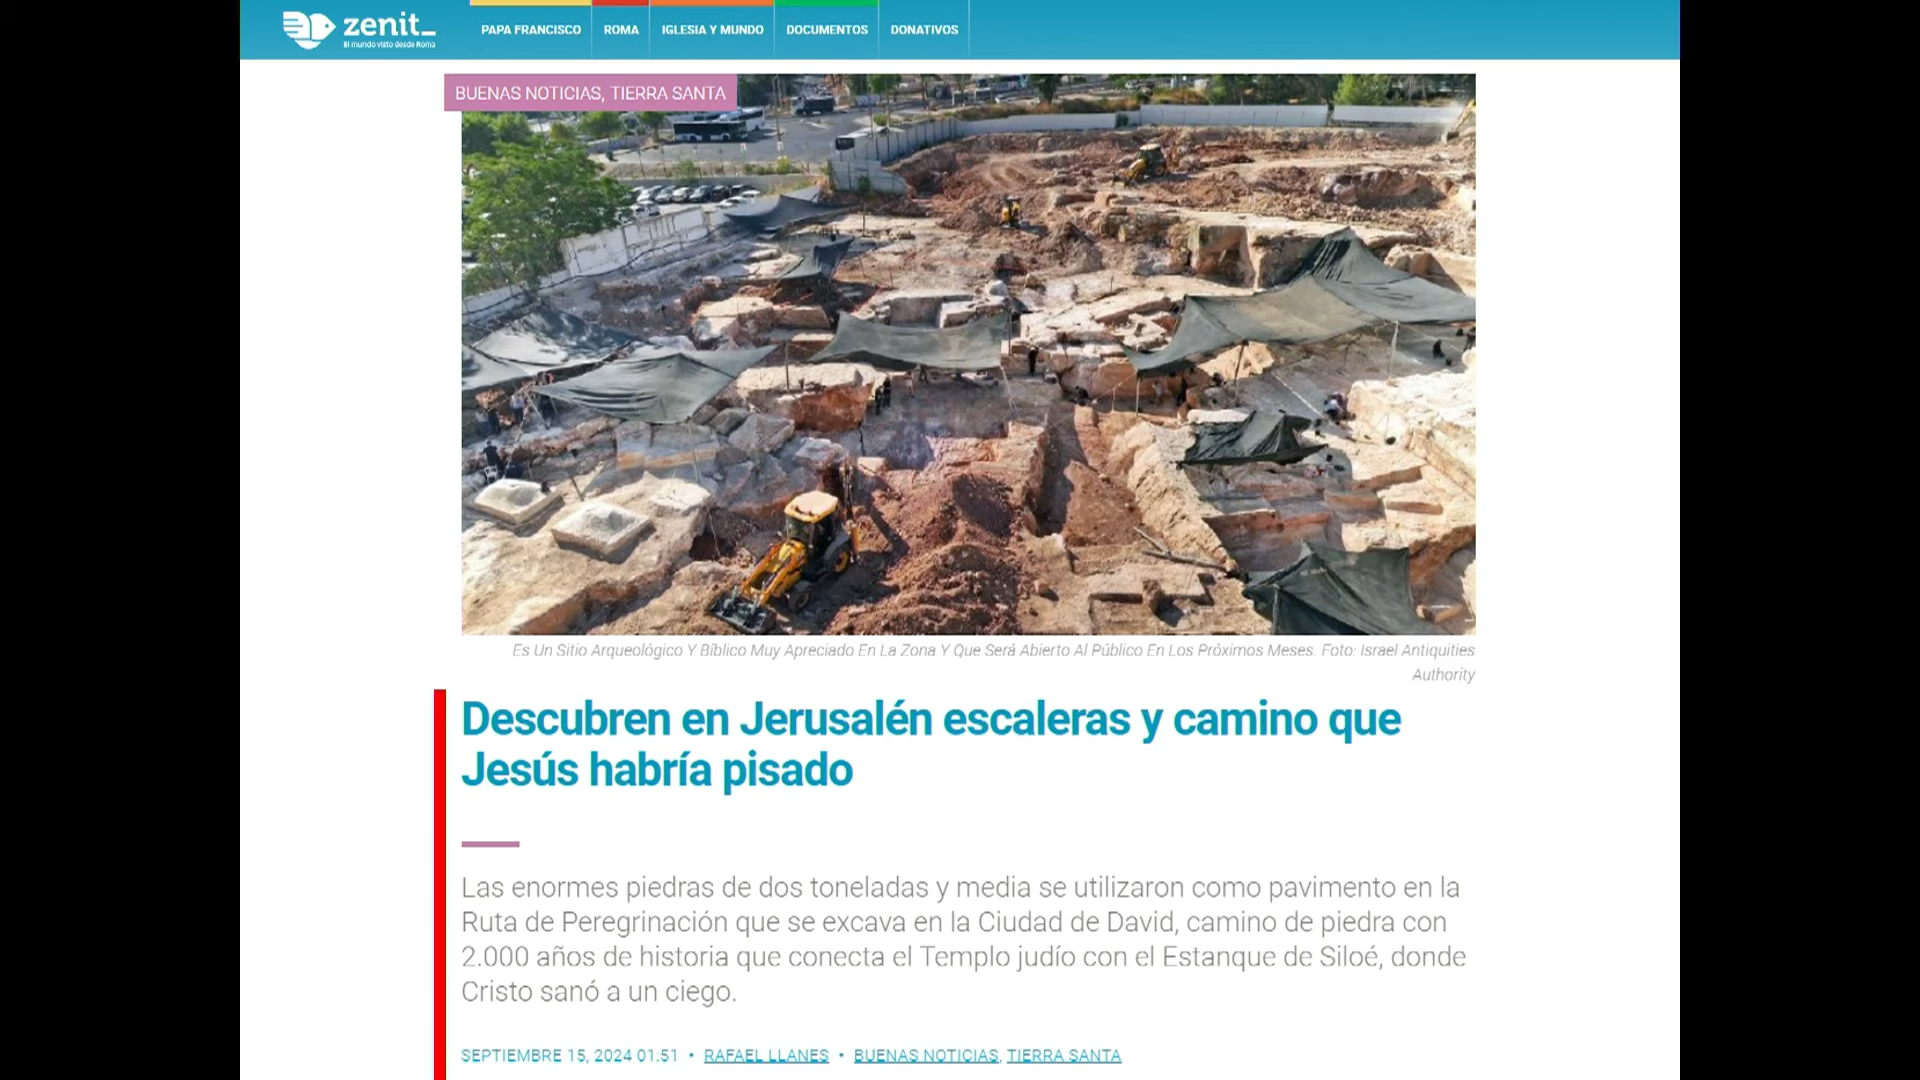 zenit_
El mundo visto desde Roma
PAPA FRANCISCO
ROMA
IGLESIA Y MUNDO
DOCUMENTOS
DONATIVOS
BUENAS NOTICIAS, TIERRA SANTA
Es Un Sitio Arqueológico Y Bíblico Muy Apreciado En La Zona Y Que Será Abierto Al Público En Los Próximos Meses. Foto: Israel Antiquities
Authority
Descubren en Jerusalén escaleras y camino que
Jesús habría pisado
Las enormes piedras de dos toneladas y media se utilizaron como pavimento en la
Ruta de Peregrinación que se excava en la Ciudad de David, camino de piedra con
2.000 años de historia que conecta el Templo judío con el Estanque de Siloé, donde
Cristo sanó a un ciego.
SEPTIEMBRE 15, 2024 01:51 • RAFAEL LLANES • BUENAS NOTICIAS, TIERRA SANTA